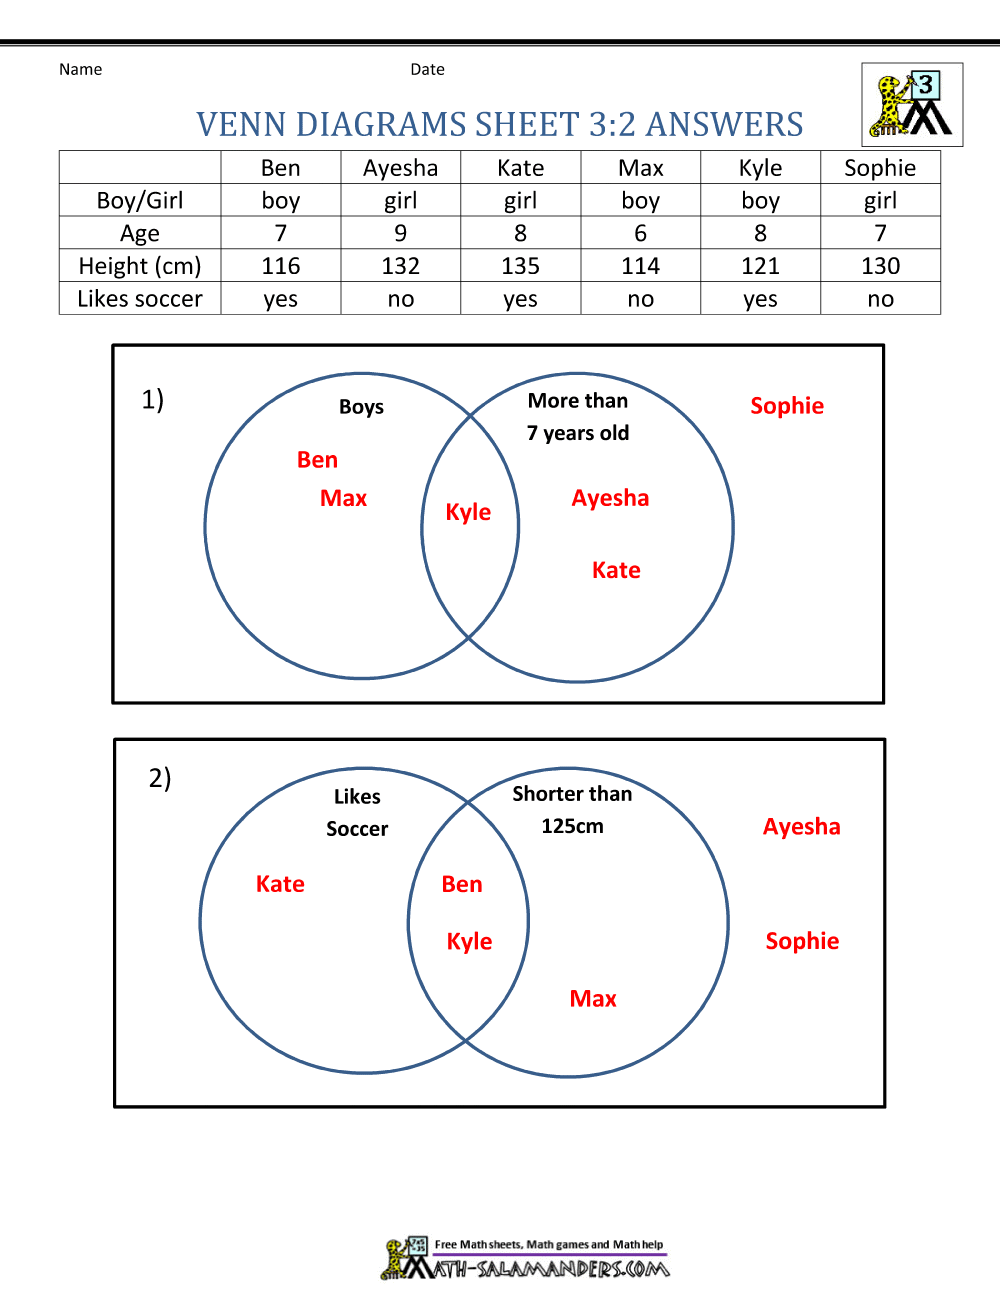 Name Date
3
VENN DIAGRAMS SHEET 3:2 ANSWERS
Ben Ayesha Kate Max Kyle Sophie
Boy/Girl boy girl girl boy boy girl
Age 7 9 8 6 8 7
Height (cm) 116 132 135 114 121 130
Likes soccer yes no yes no yes no
1)
Boys
More than
7 years old
Sophie
Ben
Max
Kyle
Ayesha
Kate
2)
Likes
Soccer
Shorter than
125cm
Ayesha
Kate
Ben
Kyle
Sophie
Max
Free Math sheets, Math games and Math help
MATH-SALAMANDERS.COM